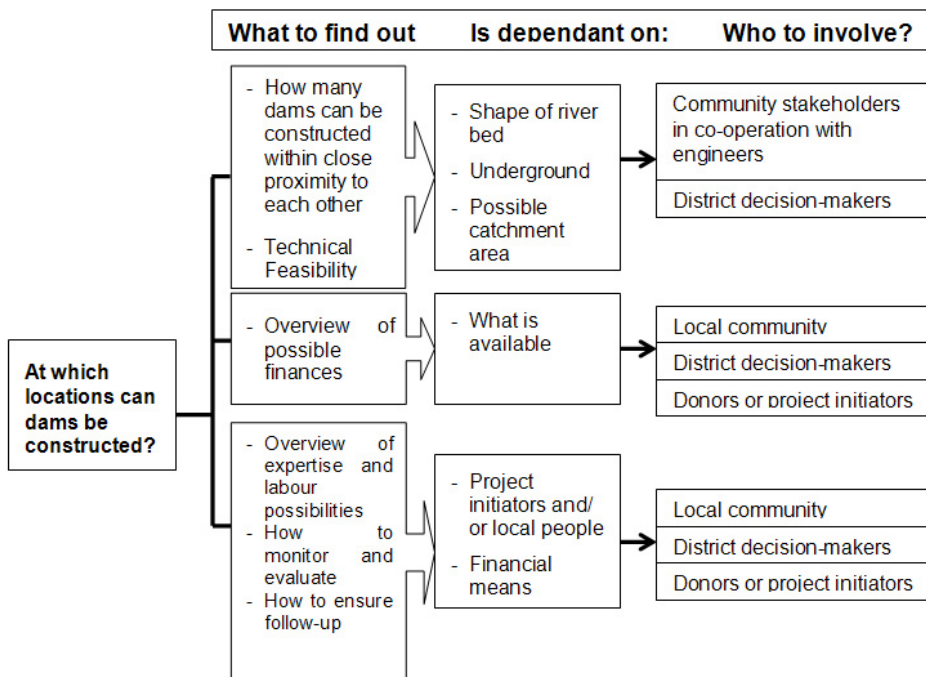 What to find out Is dependant on: Who to involve?
At which
locations can
dams be
constructed?
- How many
dams can be
constructed
within close
proximity to
each other
- Technical
Feasibility
- Shape of river
bed
- Underground
- Possible
catchment
area
Community stakeholders
in co-operation with
engineers
District decision-makers
- Overview of
possible
finances
- What is
available
Local community
District decision-makers
Donors or project initiators
- Overview of
expertise and
labour
possibilities
- How to
monitor and
evaluate
- How to ensure
follow-up
- Project
initiators and/
or local people
- Financial
means
Local community
District decision-makers
Donors or project initiators